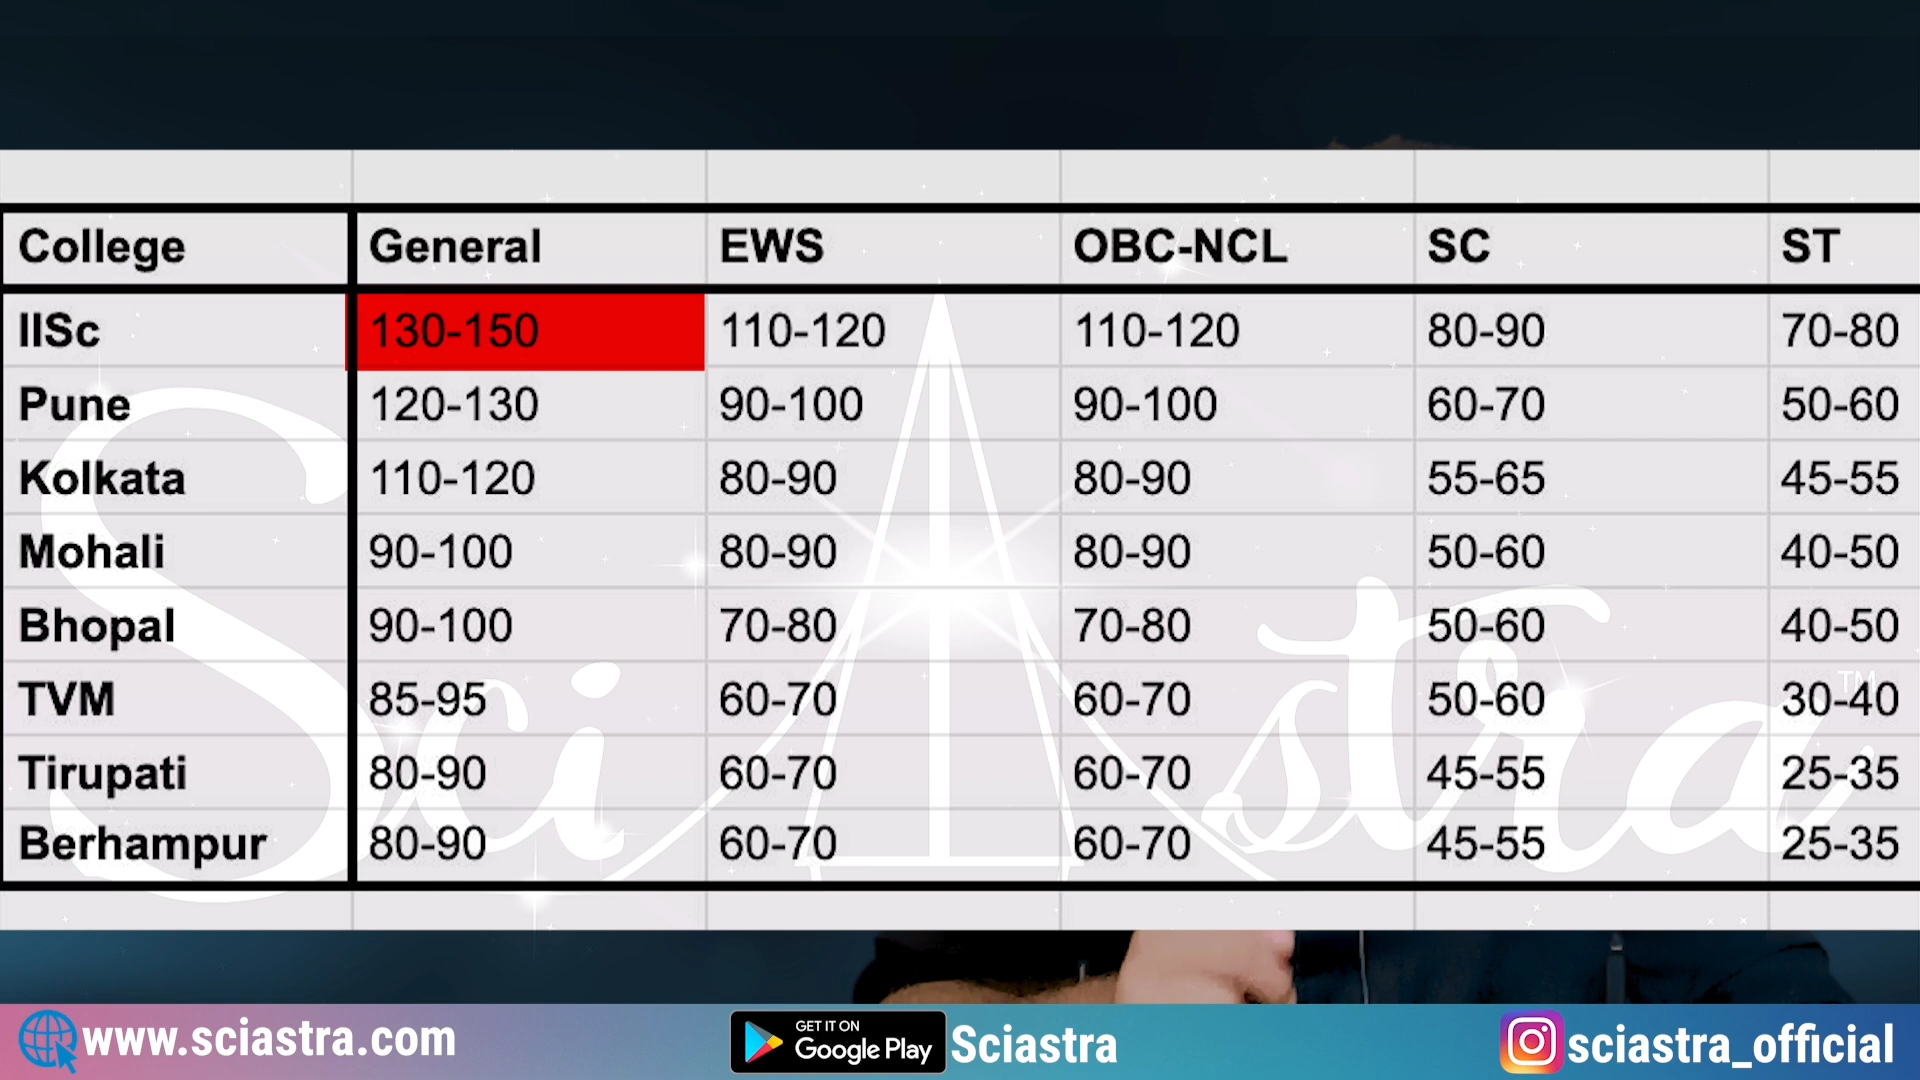 College General EWS OBC-NCL SC ST
IISc 130-150 110-120 110-120 80-90 70-80
Pune 120-130 90-100 90-100 60-70 50-60
Kolkata 110-120 80-90 80-90 55-65 45-55
Mohali 90-100 80-90 80-90 50-60 40-50
Bhopal 90-100 70-80 70-80 50-60 40-50
TVM 85-95 60-70 60-70 50-60 30-40
Tirupati 80-90 60-70 60-70 45-55 25-35
Berhampur 80-90 60-70 60-70 45-55 25-35
SciAstra™
www.sciastra.com
GET IT ON
Google Play
Sciastra
sciastra_official